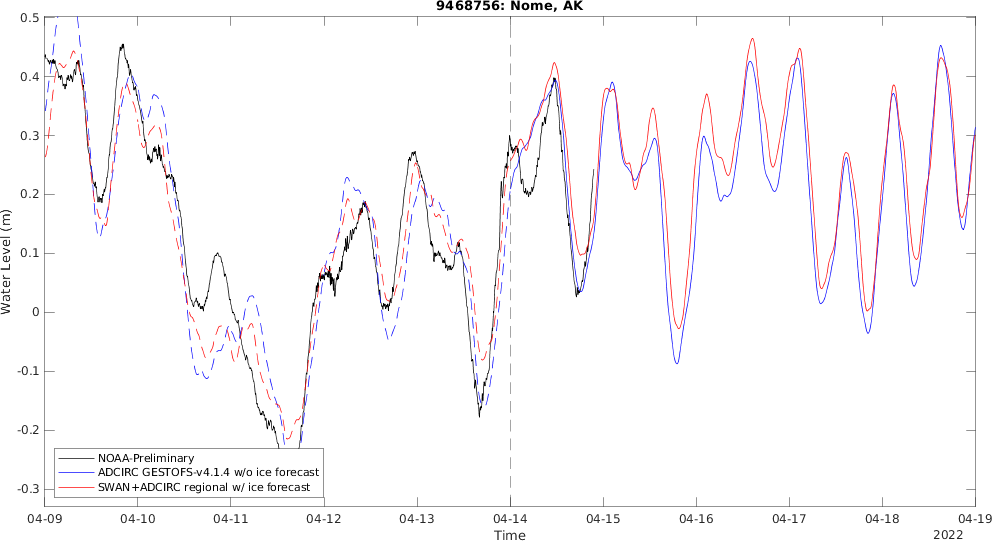 9468756: Nome, AK
Water Level (m)
0.5
0.4
0.3
0.2
0.1
0
-0.1
-0.2
-0.3
NOAA-Preliminary
ADCIRC GESTOFS-v4.1.4 w/o ice forecast
SWAN+ADCIRC regional w/ ice forecast
04-09 04-10 04-11 04-12 04-13 04-14 04-15 04-16 04-17 04-18 04-19
Time
2022